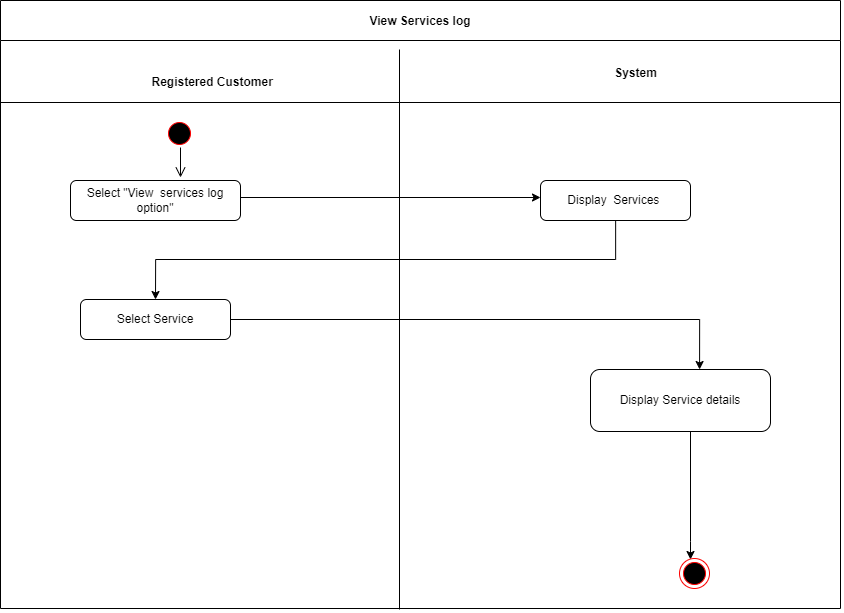 View Services log
Registered Customer
System
Select "View  services log
option"
Display  Services
Select Service
Display Service details